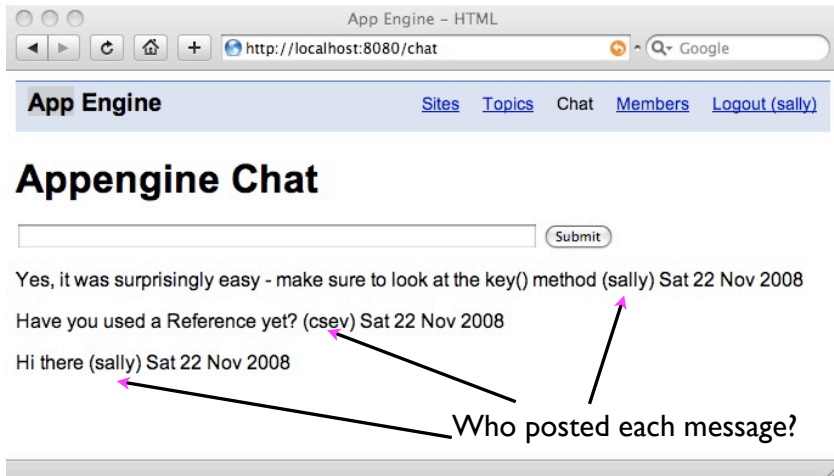 App Engine – HTML
http://localhost:8080/chat
Google
App Engine
Sites Topics Chat Members Logout (sally)
Appengine Chat
Submit
Yes, it was surprisingly easy - make sure to look at the key() method (sally) Sat 22 Nov 2008
Have you used a Reference yet? (csev) Sat 22 Nov 2008
Hi there (sally) Sat 22 Nov 2008
Who posted each message?